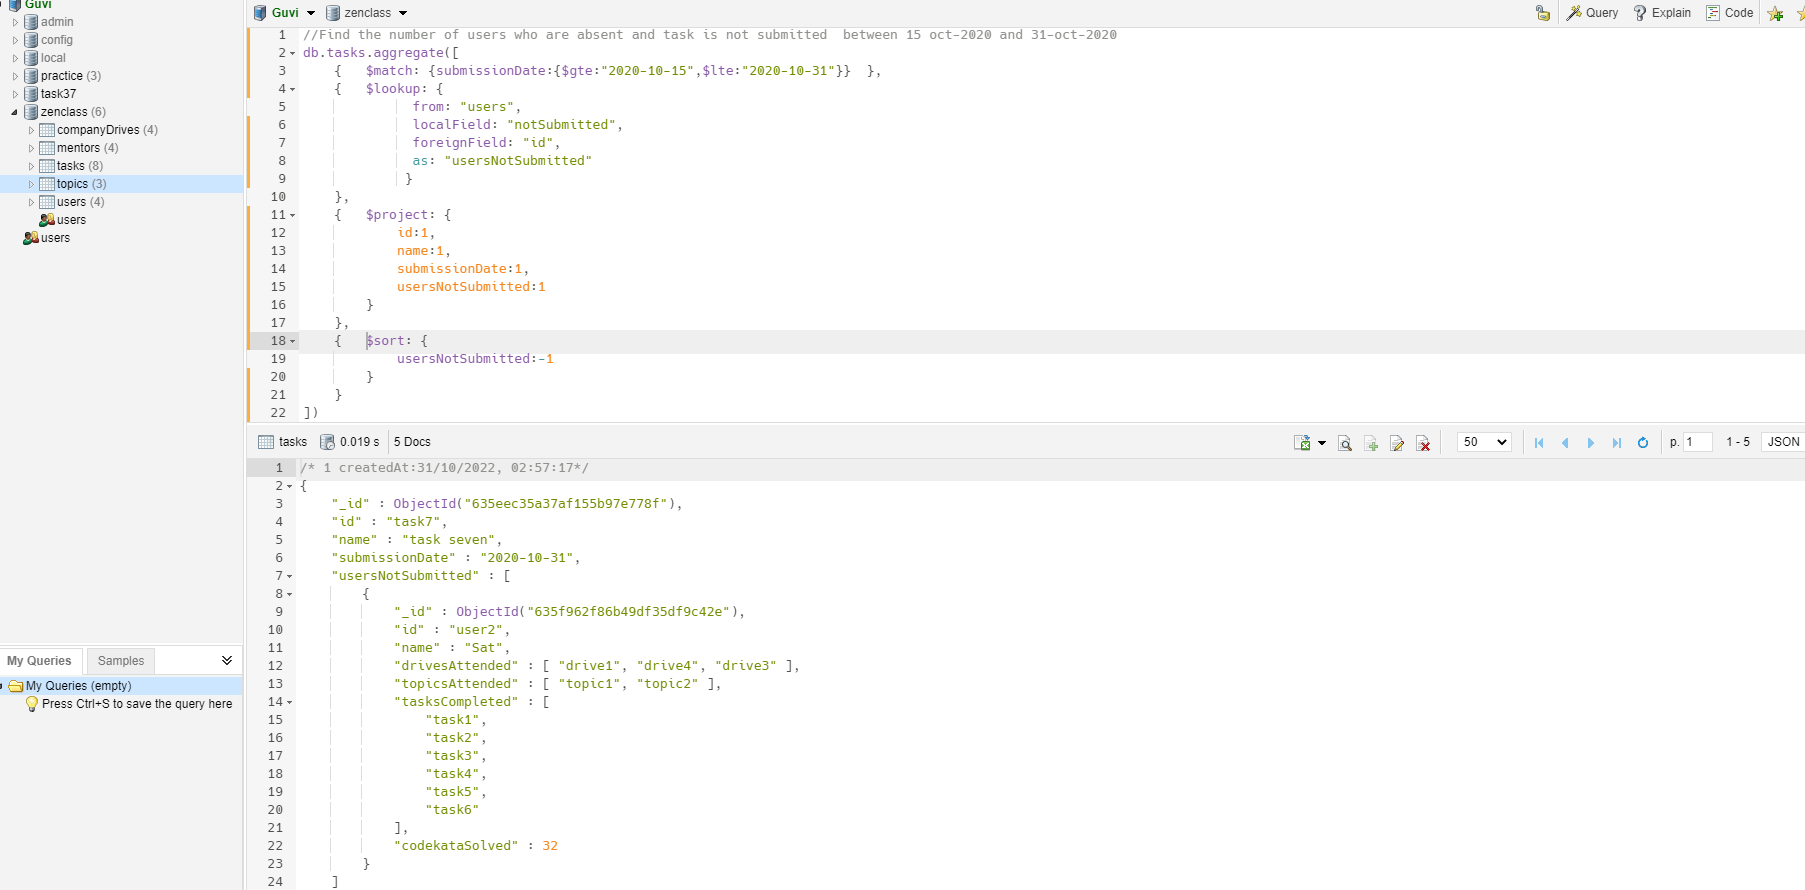 Guvi
admin
config
local
practice (3)
task37
zenclass (6)
companyDrives (4)
mentors (4)
tasks (8)
topics (3)
users (4)
users
users
My Queries Samples
My Queries (empty)
Press Ctrl+S to save the query here
Guvi zenclass Query Explain Code
1 //Find the number of users who are absent and task is not submitted  between 15 oct-2020 and 31-oct-2020
2 db.tasks.aggregate([
3     {   $match: {submissionDate:{$gte:"2020-10-15",$lte:"2020-10-31"}}  },
4     {   $lookup: {
5               from: "users",
6               localField: "notSubmitted",
7               foreignField: "id",
8               as: "usersNotSubmitted"
9              }
10     },
11     {   $project: {
12             id:1,
13             name:1,
14             submissionDate:1,
15             usersNotSubmitted:1
16         }
17     },
18     {   $sort: {
19             usersNotSubmitted:-1
20         }
21     }
22 ])
tasks 0.019 s 5 Docs 50 p. 1 1 - 5 JSON
1 /* 1 createdAt:31/10/2022, 02:57:17*/
2 {
3     "_id" : ObjectId("635eec35a37af155b97e778f"),
4     "id" : "task7",
5     "name" : "task seven",
6     "submissionDate" : "2020-10-31",
7     "usersNotSubmitted" : [
8         {
9             "_id" : ObjectId("635f962f86b49df35df9c42e"),
10             "id" : "user2",
11             "name" : "Sat",
12             "drivesAttended" : [ "drive1", "drive4", "drive3" ],
13             "topicsAttended" : [ "topic1", "topic2" ],
14             "tasksCompleted" : [
15                 "task1",
16                 "task2",
17                 "task3",
18                 "task4",
19                 "task5",
20                 "task6"
21             ],
22             "codekataSolved" : 32
23         }
24     ]